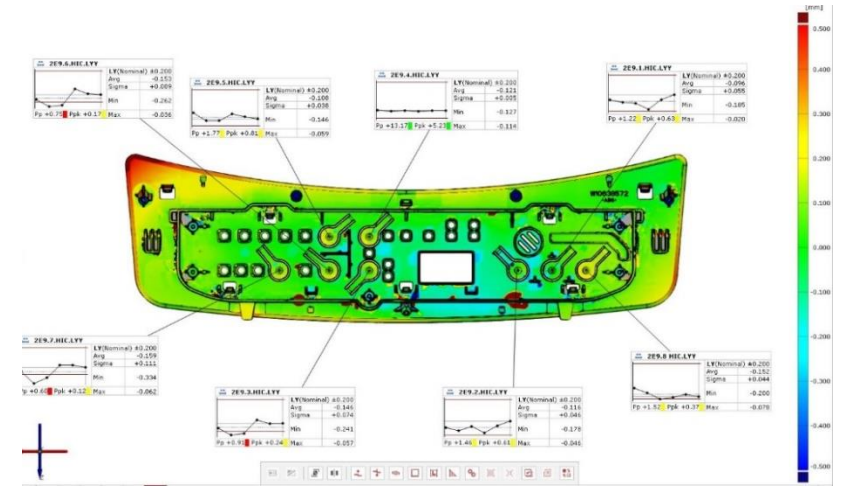 [mm]
0.500
0.400
0.300
0.200
0.000
-0.100
-0.200
-0.300
-0.400
-0.500
2E9.6.HIC.LYY
LY(Nominal) ±0.200
Avg -0.153
Sigma +0.089
Min -0.262
Pp +0.75 Ppk +0.17 Max -0.036
2E9.5.HIC.LYY
LY(Nominal) ±0.200
Avg -0.108
Sigma +0.038
Min -0.146
Pp +1.77 Ppk +0.81 Max -0.059
2E9.4.HIC.LYY
LY(Nominal) ±0.200
Avg -0.121
Sigma +0.005
Min -0.127
Pp +13.17 Ppk +5.23 Max -0.114
2E9.1.HIC.LYY
LY(Nominal) ±0.200
Avg -0.096
Sigma +0.055
Min -0.185
Pp +1.22 Ppk +0.63 Max -0.020
2E9.7.HIC.LYY
LY(Nominal) ±0.200
Avg -0.159
Sigma +0.111
Min -0.334
+0.60 Ppk +0.12 Max -0.062
2E9.3.HIC.LYY
LY(Nominal) ±0.200
Avg -0.146
Sigma +0.074
Min -0.241
Pp +0.91 Ppk +0.24 Max -0.057
2E9.2.HIC.LYY
LY(Nominal) ±0.200
Avg -0.116
Sigma +0.046
Min -0.178
Pp +1.46 Ppk +0.61 Max -0.041
2E9.8 HIC.LYY
LY(Nominal) ±0.200
Avg -0.152
Sigma +0.044
Min -0.200
Pp +1.52 Ppk +0.37 Max -0.078